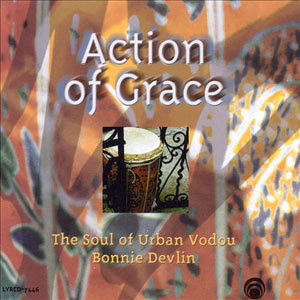 Action
of Grace
The Soul of Urban Vodou
Bonnie Devlin
LYRCD 7446